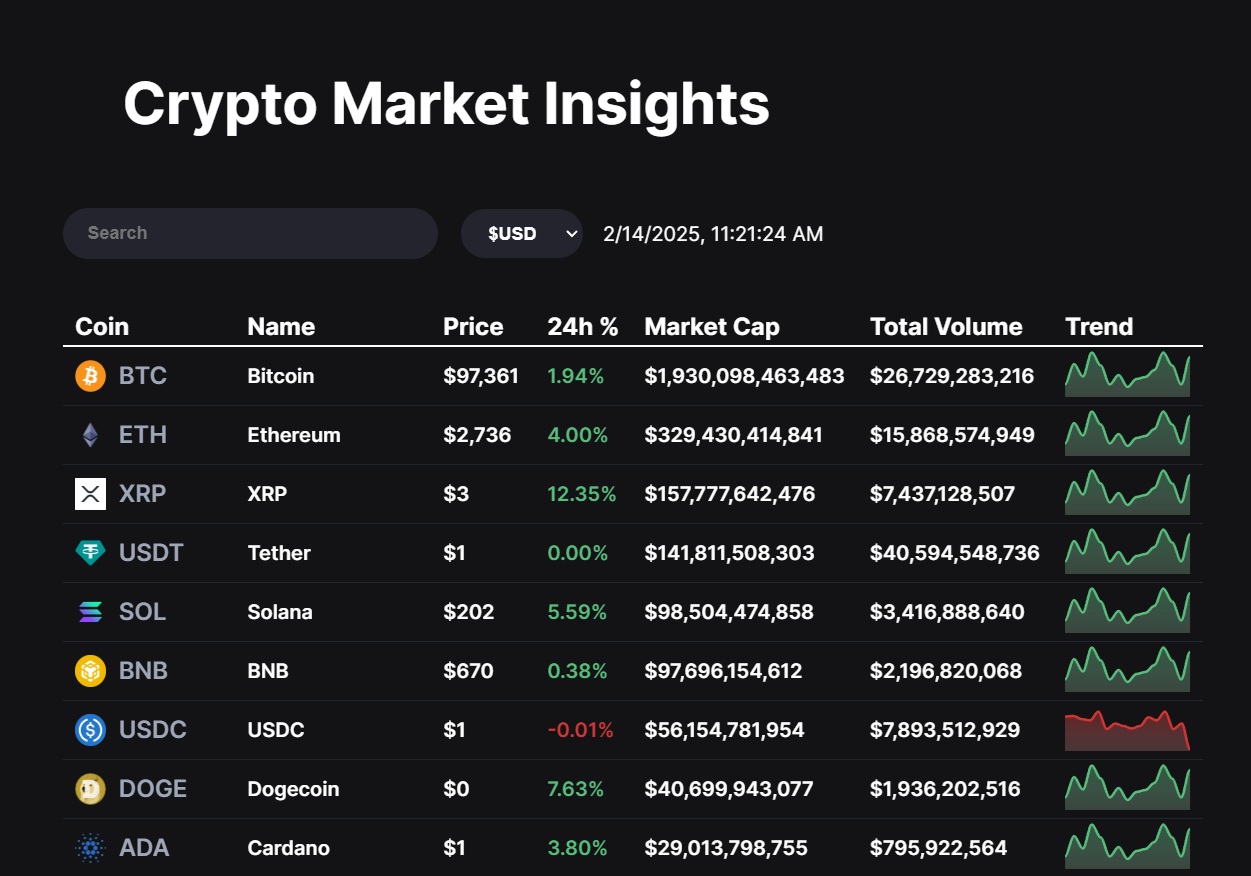 Crypto Market Insights
Search $USD 2/14/2025, 11:21:24 AM
Coin Name Price 24h % Market Cap Total Volume Trend
BTC Bitcoin $97,361 1.94% $1,930,098,463,483 $26,729,283,216
ETH Ethereum $2,736 4.00% $329,430,414,841 $15,868,574,949
XRP XRP $3 12.35% $157,777,642,476 $7,437,128,507
USDT Tether $1 0.00% $141,811,508,303 $40,594,548,736
SOL Solana $202 5.59% $98,504,474,858 $3,416,888,640
BNB BNB $670 0.38% $97,696,154,612 $2,196,820,068
USDC USDC $1 -0.01% $56,154,781,954 $7,893,512,929
DOGE Dogecoin $0 7.63% $40,699,943,077 $1,936,202,516
ADA Cardano $1 3.80% $29,013,798,755 $795,922,564